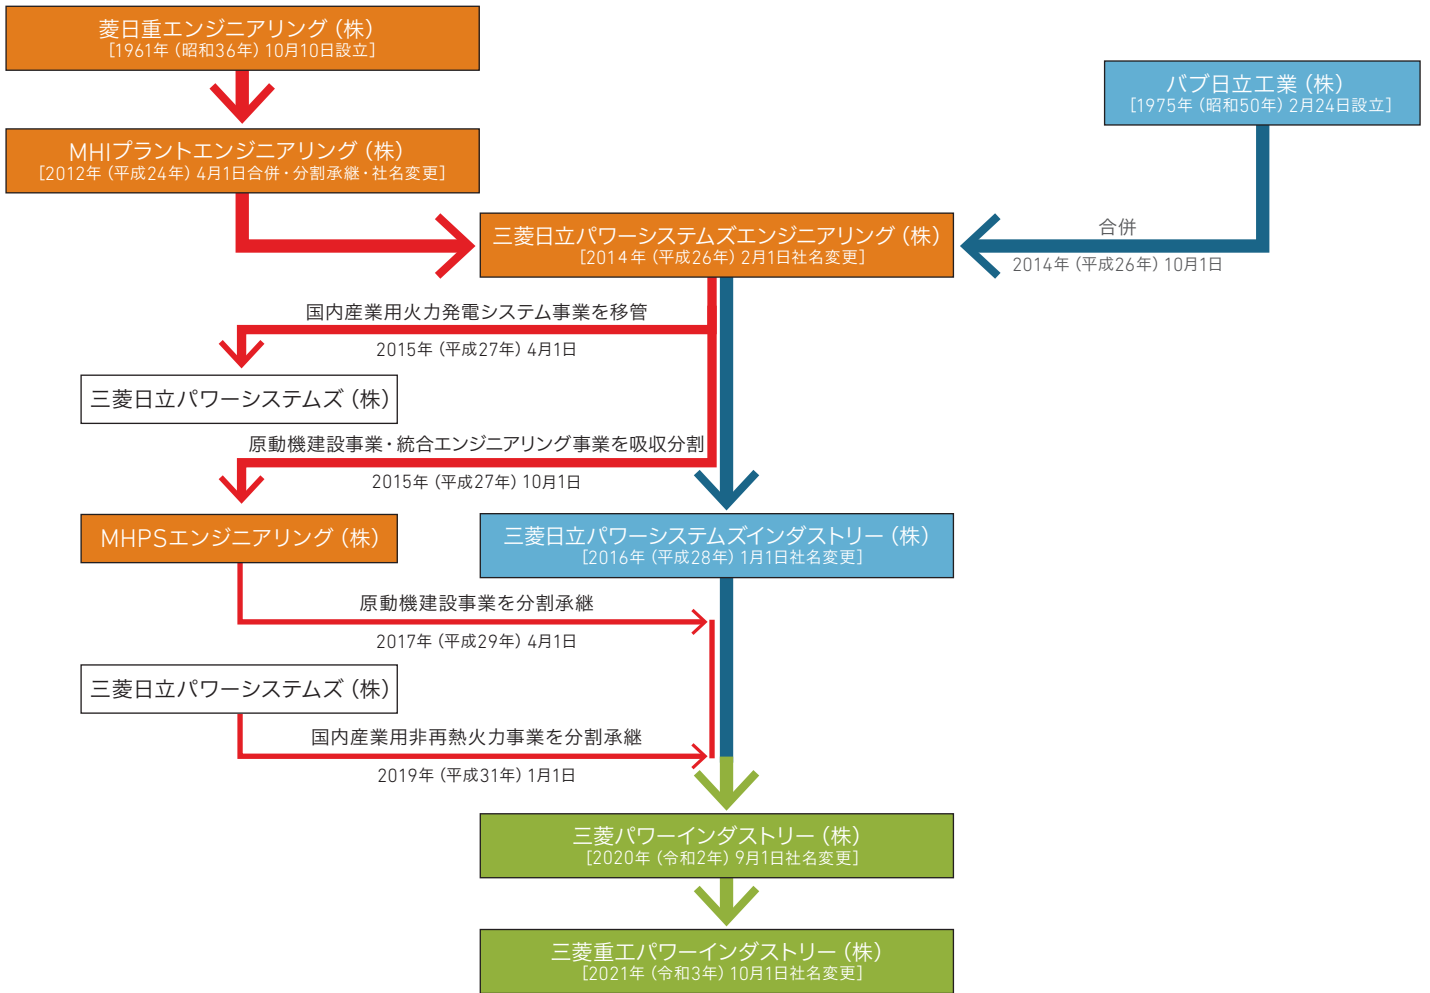 菱日重エンジニアリング（株）
［1961年（昭和36年）10月10日設立］
バブ日立工業（株）
［1975年（昭和50年）2月24日設立］
MHIプラントエンジニアリング（株）
［2012年（平成24年）4月1日合併・分割承継・社名変更］
三菱日立パワーシステムズエンジニアリング（株）
［2014年（平成26年）2月1日社名変更］
合併
2014年（平成26年）10月1日
国内産業用火力発電システム事業を移管
2015年（平成27年）4月1日
三菱日立パワーシステムズ（株）
原動機建設事業・統合エンジニアリング事業を吸収分割
2015年（平成27年）10月1日
MHPSエンジニアリング（株）
三菱日立パワーシステムズインダストリー（株）
［2016年（平成28年）1月1日社名変更］
原動機建設事業を分割承継
2017年（平成29年）4月1日
三菱日立パワーシステムズ（株）
国内産業用非再熱火力事業を分割承継
2019年（平成31年）1月1日
三菱パワーインダストリー（株）
［2020年（令和2年）9月1日社名変更］
三菱重工パワーインダストリー（株）
［2021年（令和3年）10月1日社名変更］